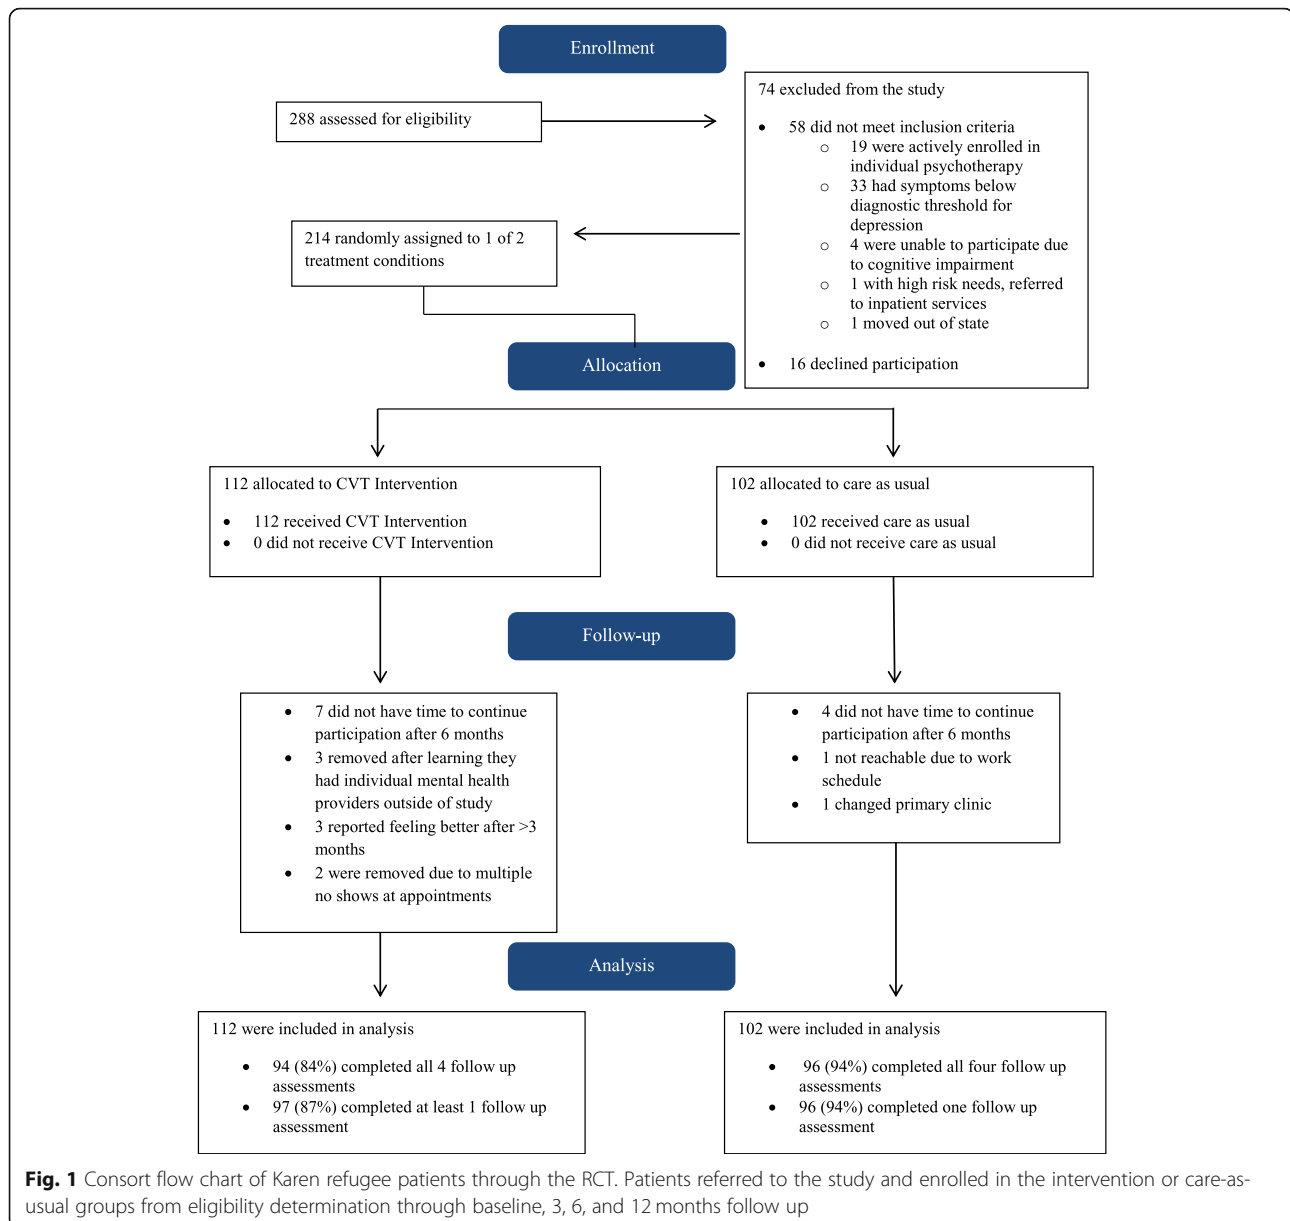 Enrollment
288 assessed for eligibility
74 excluded from the study
• 58 did not meet inclusion criteria
o 19 were actively enrolled in
individual psychotherapy
o 33 had symptoms below
diagnostic threshold for
depression
o 4 were unable to participate due
to cognitive impairment
o 1 with high risk needs, referred
to inpatient services
o 1 moved out of state
• 16 declined participation
214 randomly assigned to 1 of 2
treatment conditions
Allocation
112 allocated to CVT Intervention
• 112 received CVT Intervention
• 0 did not receive CVT Intervention
102 allocated to care as usual
• 102 received care as usual
• 0 did not receive care as usual
Follow-up
• 7 did not have time to continue
participation after 6 months
• 3 removed after learning they
had individual mental health
providers outside of study
• 3 reported feeling better after >3
months
• 2 were removed due to multiple
no shows at appointments
• 4 did not have time to continue
participation after 6 months
• 1 not reachable due to work
schedule
• 1 changed primary clinic
Analysis
112 were included in analysis
• 94 (84%) completed all 4 follow up
assessments
• 97 (87%) completed at least 1 follow up
assessment
102 were included in analysis
• 96 (94%) completed all four follow up
assessments
• 96 (94%) completed one follow up
assessment
Fig. 1 Consort flow chart of Karen refugee patients through the RCT. Patients referred to the study and enrolled in the intervention or care-as-
usual groups from eligibility determination through baseline, 3, 6, and 12 months follow up